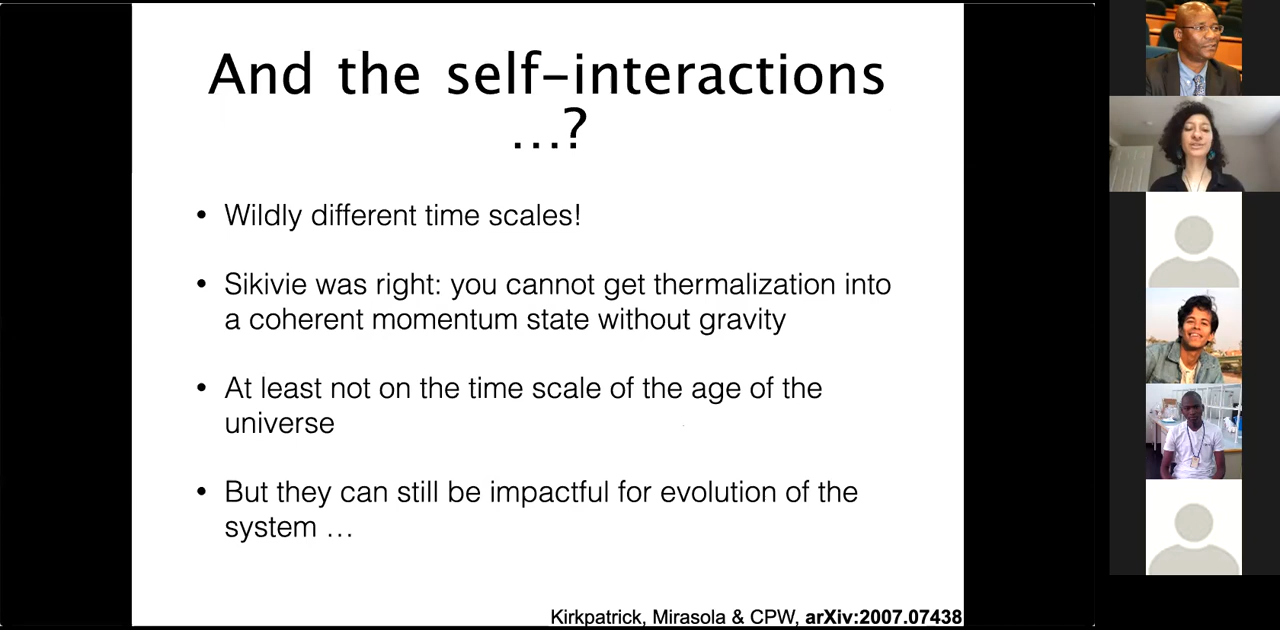 And the self-interactions
...?
• Wildly different time scales!
• Sikivie was right: you cannot get thermalization into
a coherent momentum state without gravity
• At least not on the time scale of the age of the
universe
• But they can still be impactful for evolution of the
system ...
Kirkpatrick, Mirasola & CPW, arXiv:2007.07438